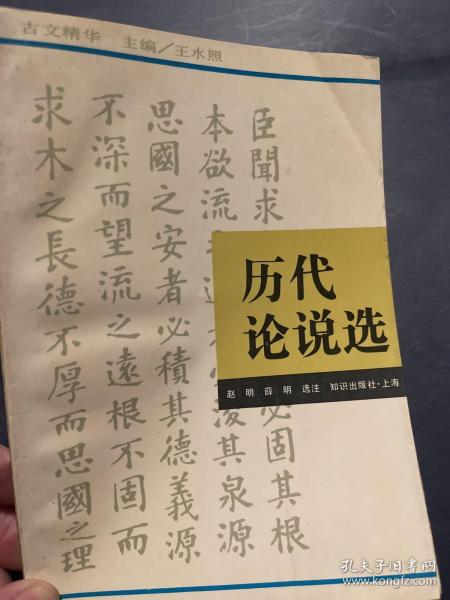 古文精华 主编/王水照
臣聞求 必固其根
本欲流之遠 浚其泉源
思國之安者必積其德義源
不深而望流之遠根不固而
求木之長德不厚而思國之理
历代
论说选
赵明 薛明 选注 知识出版社·上海
孔夫子旧书网
kongfz.com